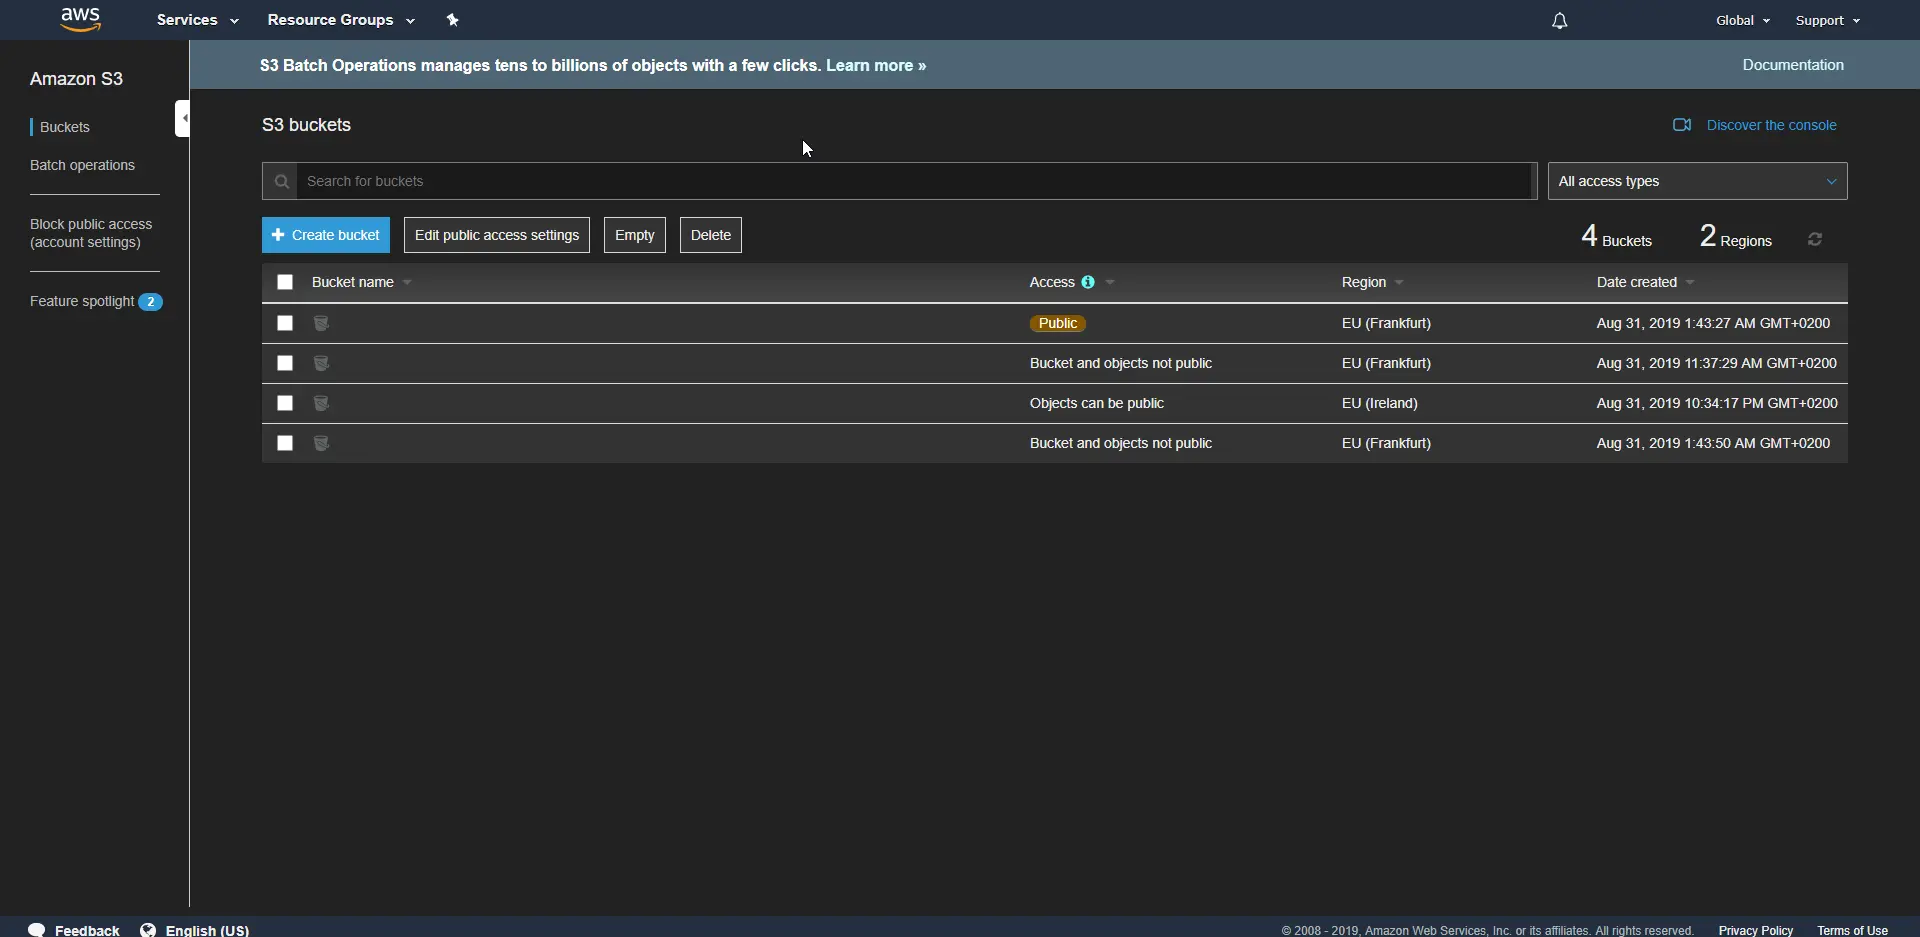 aws Services Resource Groups Global Support
Amazon S3
Buckets
Batch operations
Block public access
(account settings)
Feature spotlight 2
S3 Batch Operations manages tens to billions of objects with a few clicks. Learn more » Documentation
S3 buckets Discover the console
Search for buckets All access types
+ Create bucket Edit public access settings Empty Delete 4 Buckets 2 Regions
Bucket name Access i Region Date created
Public EU (Frankfurt) Aug 31, 2019 1:43:27 AM GMT+0200
Bucket and objects not public EU (Frankfurt) Aug 31, 2019 11:37:29 AM GMT+0200
Objects can be public EU (Ireland) Aug 31, 2019 10:34:17 PM GMT+0200
Bucket and objects not public EU (Frankfurt) Aug 31, 2019 1:43:50 AM GMT+0200
Feedback English (US) © 2008 - 2019, Amazon Web Services, Inc. or its affiliates. All rights reserved. Privacy Policy Terms of Use